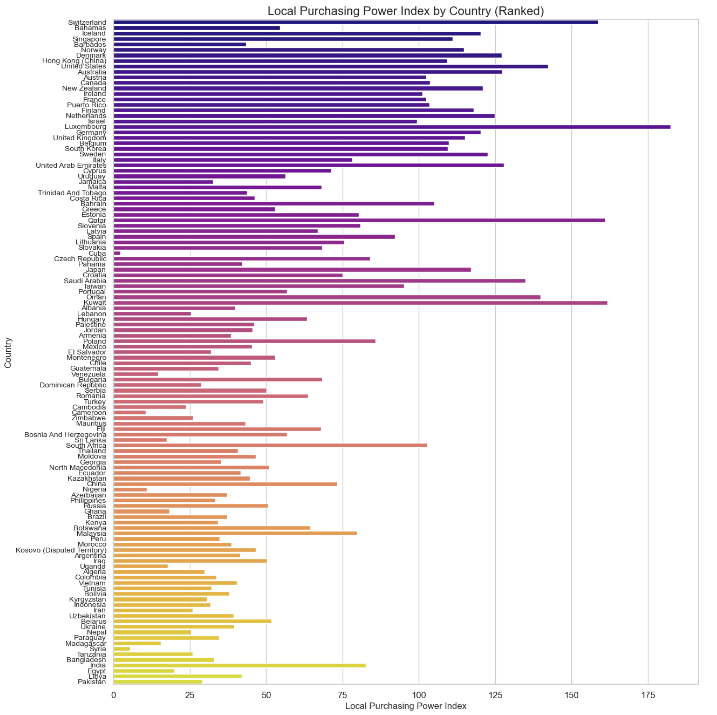 Local Purchasing Power Index by Country (Ranked)
Switzerland
Bahamas
Iceland
Singapore
Barbados
Norway
Denmark
Hong Kong (China)
United States
Australia
Austria
Canada
New Zealand
Ireland
France
Puerto Rico
Finland
Netherlands
Israel
Luxembourg
Germany
United Kingdom
Belgium
South Korea
Sweden
Italy
United Arab Emirates
Cyprus
Uruguay
Jamaica
Malta
Trinidad And Tobago
Costa Rica
Bahrain
Greece
Estonia
Qatar
Slovenia
Latvia
Spain
Lithuania
Slovakia
Cuba
Czech Republic
Panama
Japan
Croatia
Saudi Arabia
Taiwan
Portugal
Oman
Kuwait
Albania
Lebanon
Hungary
Palestine
Jordan
Armenia
Poland
Mexico
El Salvador
Montenegro
Chile
Guatemala
Venezuela
Bulgaria
Dominican Republic
Serbia
Romania
Turkey
Cambodia
Cameroon
Zimbabwe
Mauritius
Fiji
Bosnia And Herzegovina
Sri Lanka
South Africa
Thailand
Moldova
Georgia
North Macedonia
Ecuador
Kazakhstan
China
Nigeria
Azerbaijan
Philippines
Russia
Ghana
Brazil
Kenya
Botswana
Malaysia
Peru
Morocco
Kosovo (Disputed Territory)
Argentina
Iraq
Uganda
Algeria
Colombia
Vietnam
Tunisia
Bolivia
Kyrgyzstan
Indonesia
Iran
Uzbekistan
Belarus
Ukraine
Nepal
Paraguay
Madagascar
Syria
Tanzania
Bangladesh
India
Egypt
Libya
Pakistan
Country
0 25 50 75 100 125 150 175
Local Purchasing Power Index